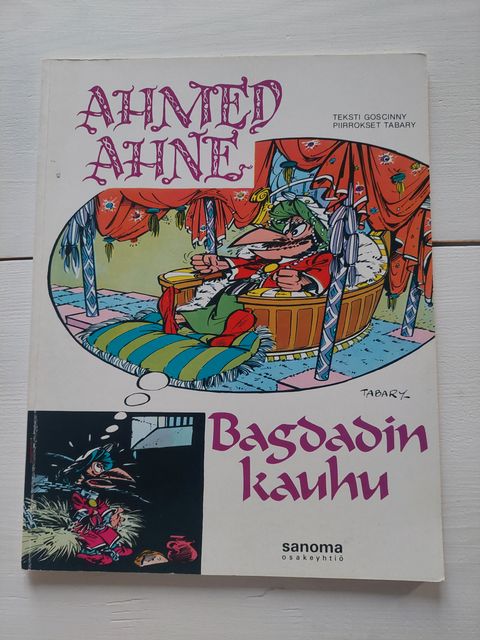 AHMED
AHNE
TEKSTI GOSCINNY
PIIRROKSET TABARY
TABARY
Bagdadin
kauhu
sanoma
osakeyhtiö